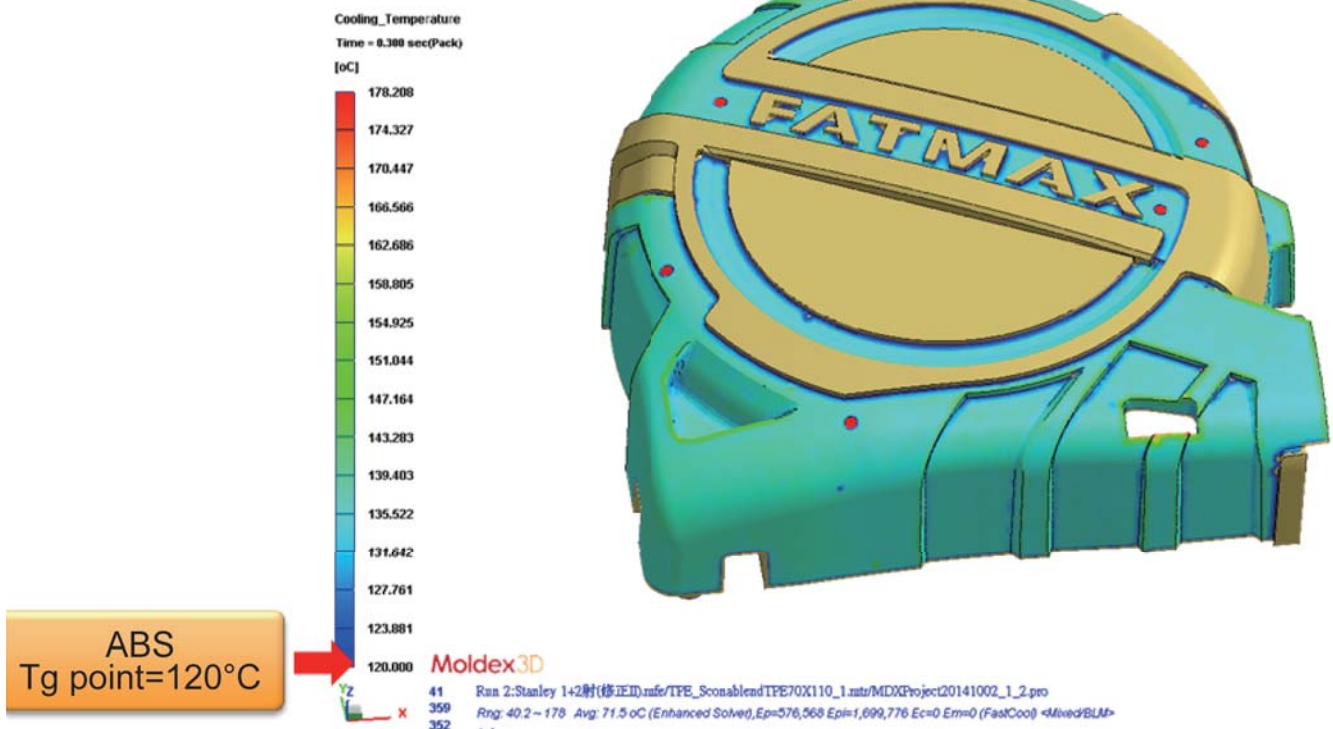 Cooling_Temperature
Time = 0.300 sec(Pack)
[oC]
178.208
174.327
170.447
166.566
162.686
158.805
154.925
151.044
147.164
143.283
139.403
135.522
131.642
127.761
123.881
120.000
FATMAX
ABS
Tg point=120°C
Moldex3D
Y Z
X
41
359
352
Run 2:Stanley 1+2射(修正II).mfe/TPE_SconablendTPE70X110_1.mtr/MDXProject20141002_1_2.pro
Rng: 40.2 ~ 178 Avg: 71.5 oC (Enhanced Solver),Ep=576,568 Epi=1,699,776 Ec=0 Em=0 (FastCool) <Mixed/BLM>